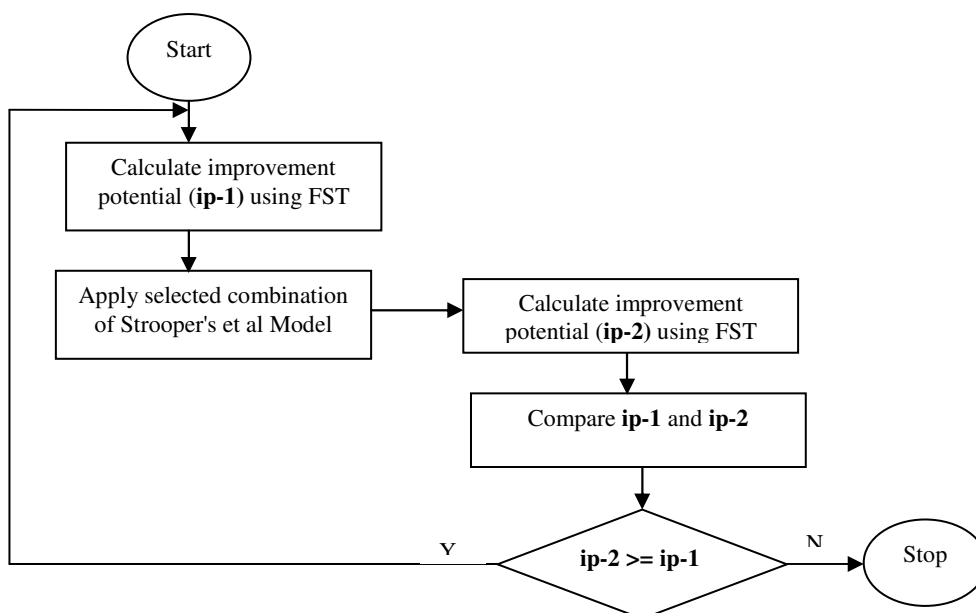 Start
Calculate improvement
potential (ip-1) using FST
Apply selected combination
of Strooper's et al Model
Calculate improvement
potential (ip-2) using FST
Compare ip-1 and ip-2
ip-2 >= ip-1
Y
N
Stop